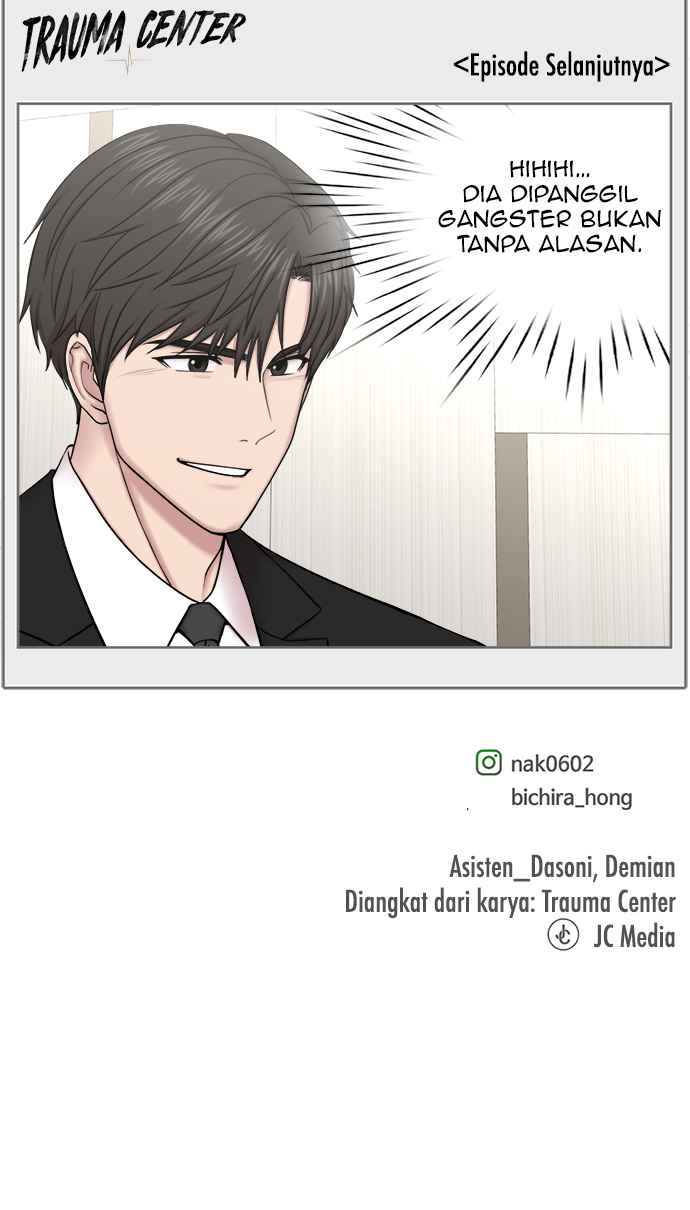 TRAUMA CENTER
<Episode Selanjutnya>
HIHIHI...
DIA DIPANGGIL
GANGSTER BUKAN
TANPA ALASAN.
nak0602
bichira_hong
Asisten_Dasoni, Demian
Diangkat dari karya: Trauma Center
JC JC Media